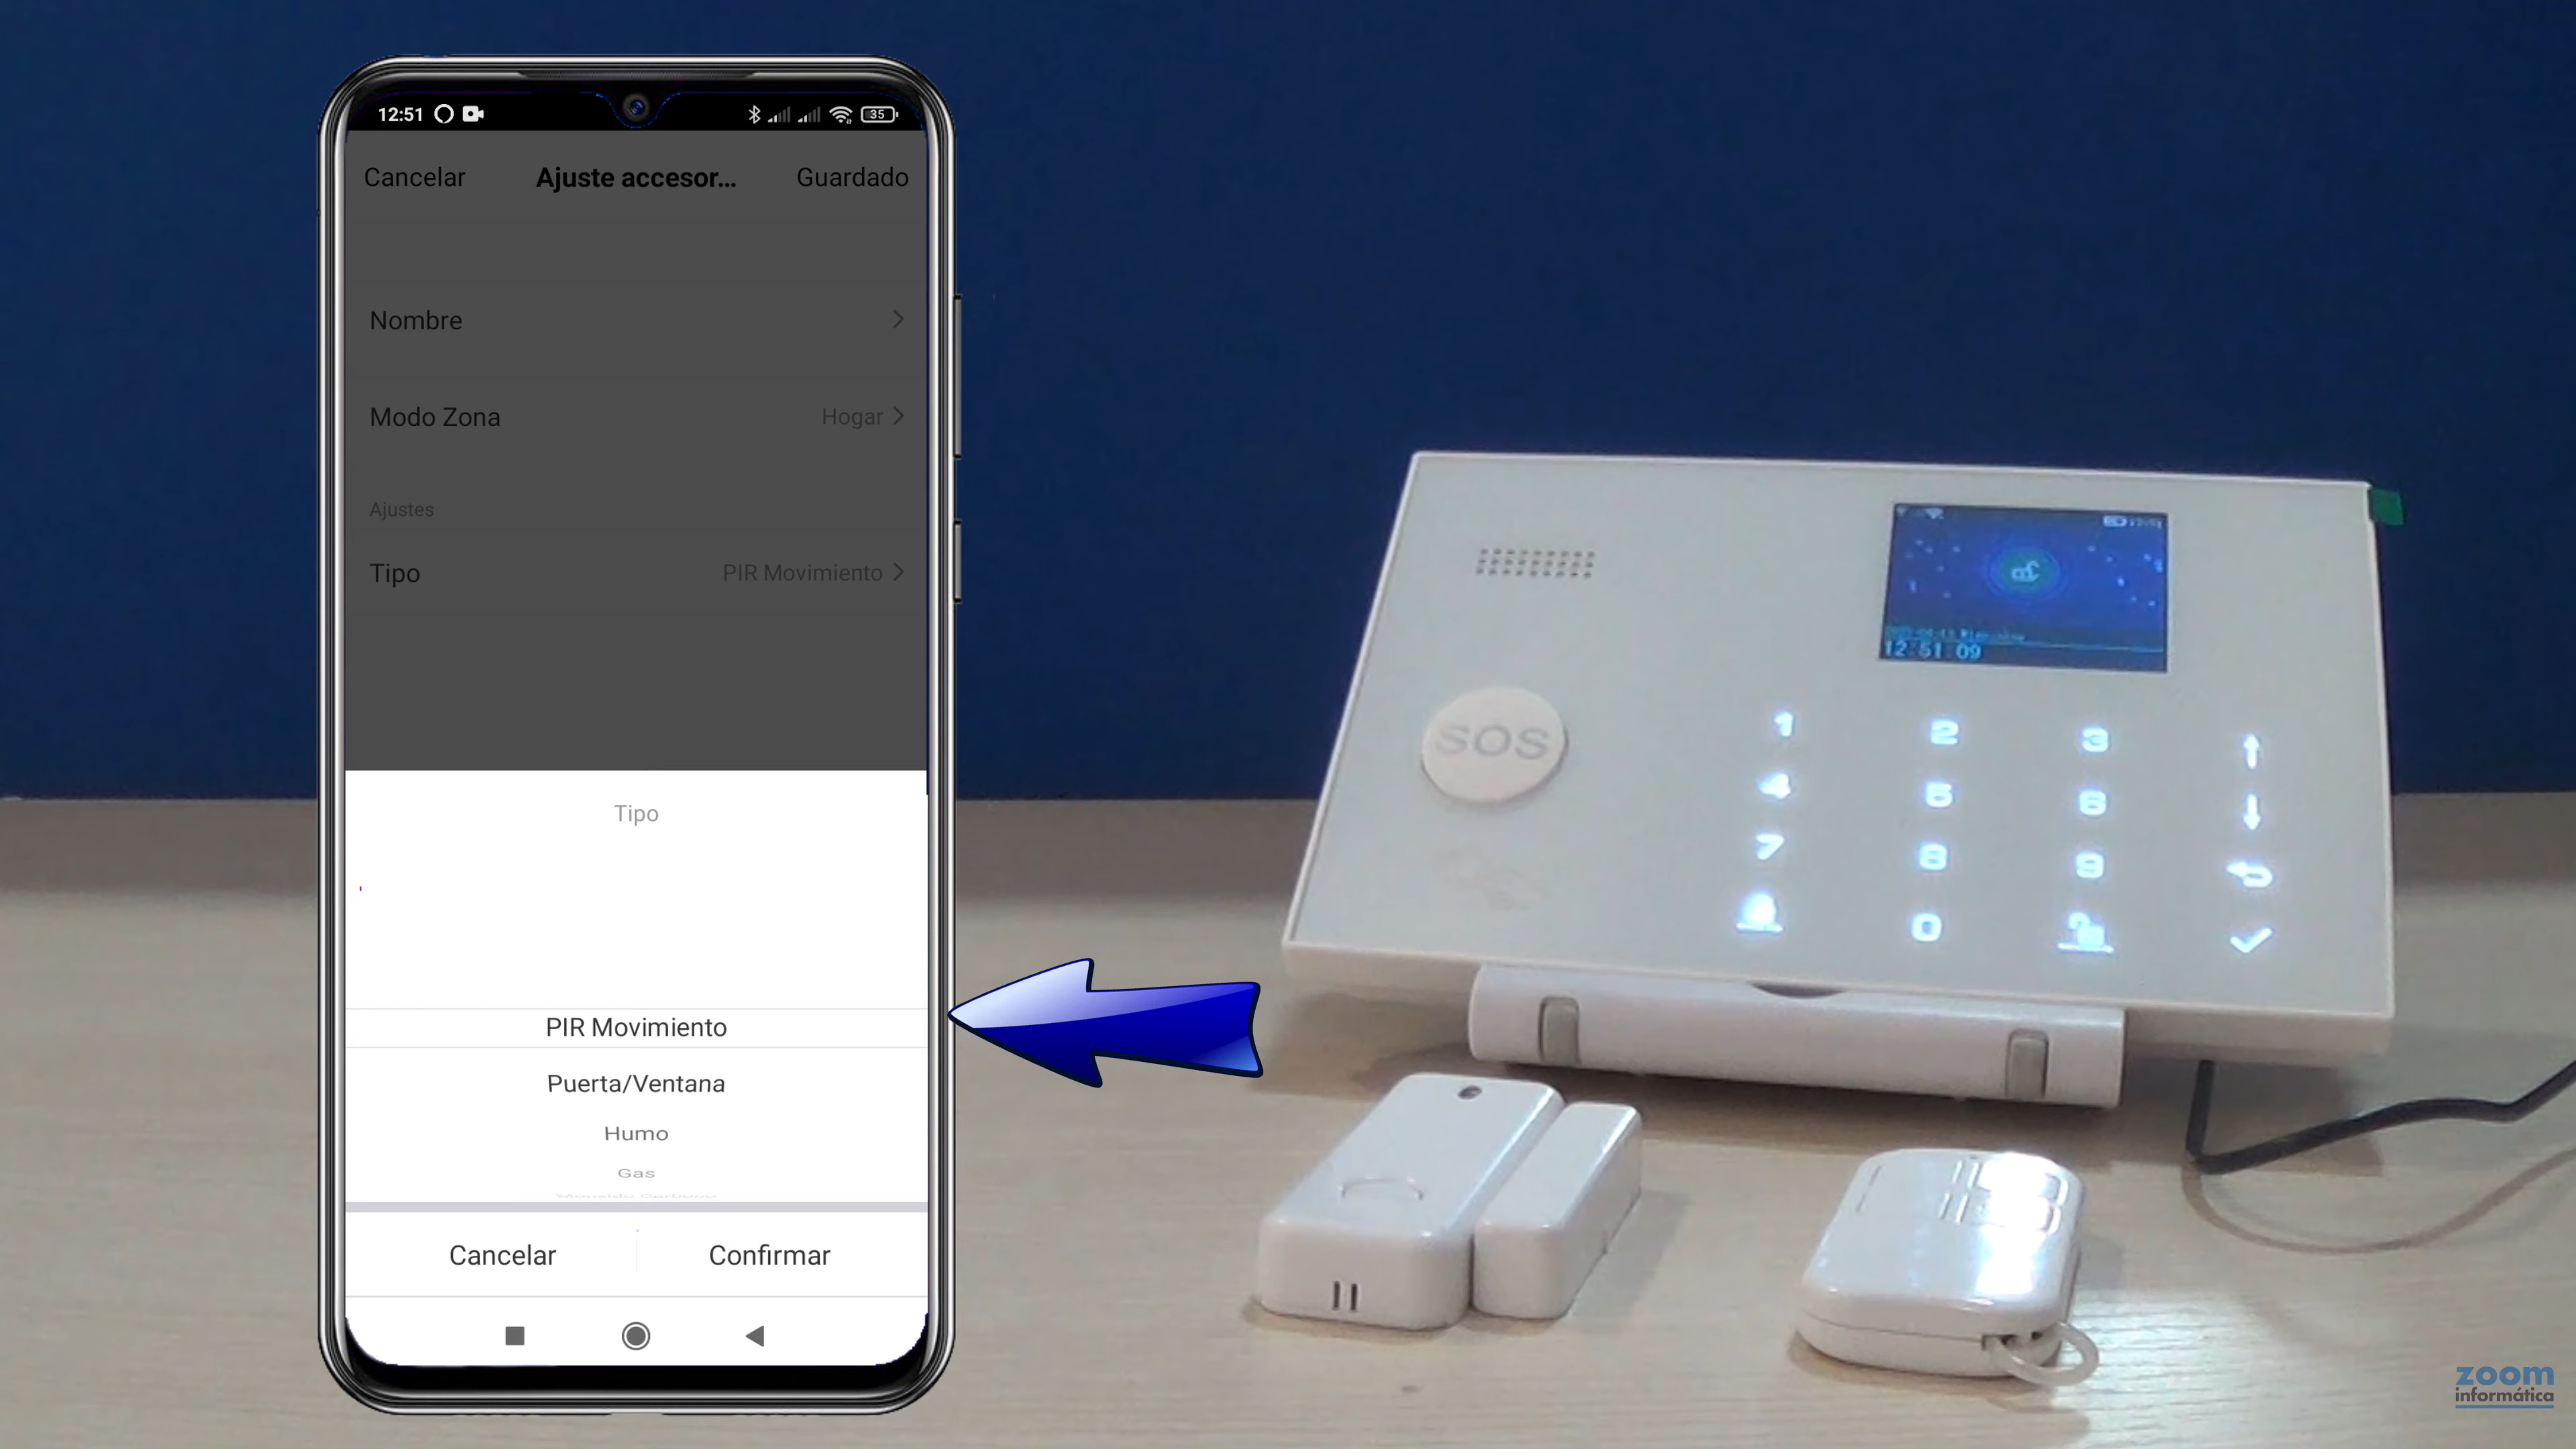 12:51
35
Cancelar Ajuste accesor... Guardado
Nombre
Modo Zona Hogar
Ajustes
Tipo PIR Movimiento
Tipo
PIR Movimiento
Puerta/Ventana
Humo
Gas
Cancelar Confirmar
12:51 09
SOS
1 2 3
4 5 6
7 8 9
0
zoom
informática